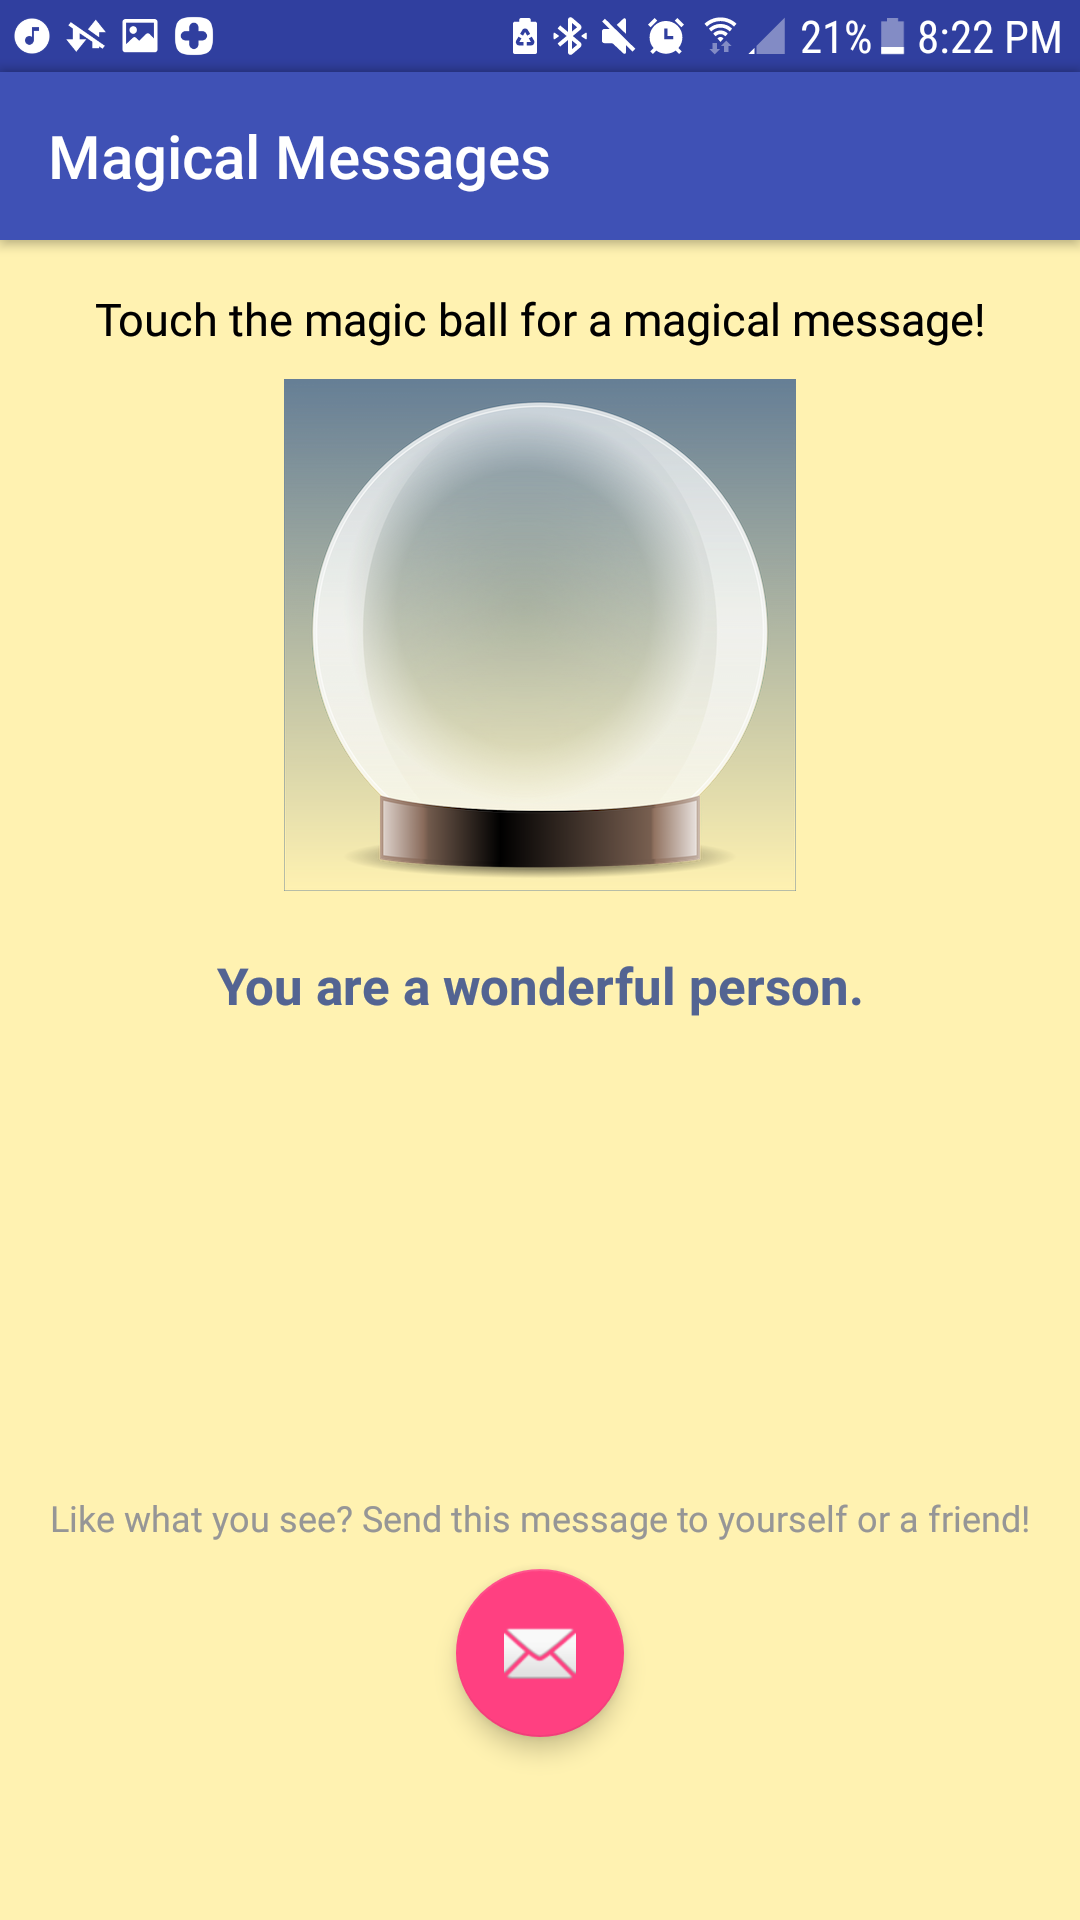 21% 8:22 PM
Magical Messages
Touch the magic ball for a magical message!
You are a wonderful person.
Like what you see? Send this message to yourself or a friend!